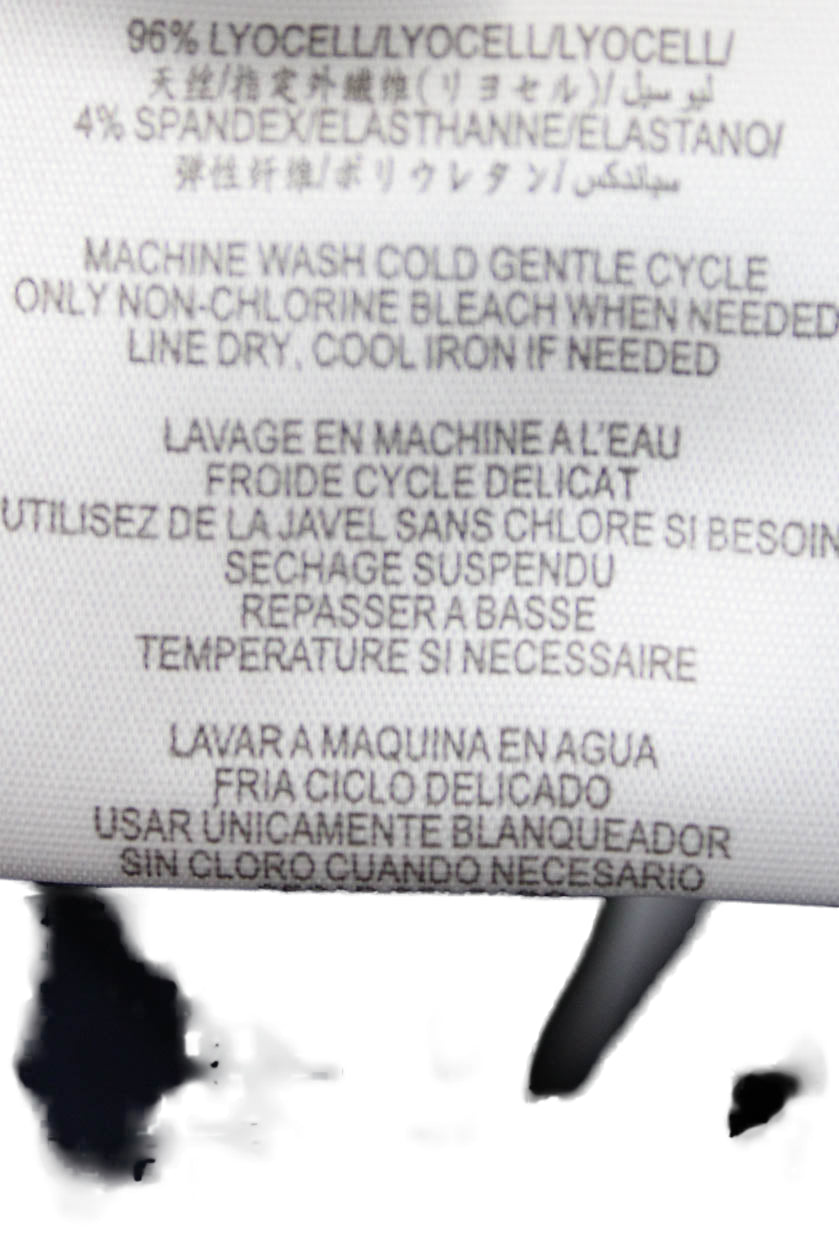 96% LYOCELL/LYOCELL/LYOCELL/
天丝/指定外繊維(リヨセル)/ليو سيل
4% SPANDEX/ELASTHANNE/ELASTANO/
弹性纤维/ポリウレタン/سباندكس
MACHINE WASH COLD GENTLE CYCLE
ONLY NON-CHLORINE BLEACH WHEN NEEDED
LINE DRY, COOL IRON IF NEEDED
LAVAGE EN MACHINE A L'EAU
FROIDE CYCLE DELICAT
UTILISEZ DE LA JAVEL SANS CHLORE SI BESOIN
SECHAGE SUSPENDU
REPASSER A BASSE
TEMPERATURE SI NECESSAIRE
LAVAR A MAQUINA EN AGUA
FRIA CICLO DELICADO
USAR UNICAMENTE BLANQUEADOR
SIN CLORO CUANDO NECESARIO